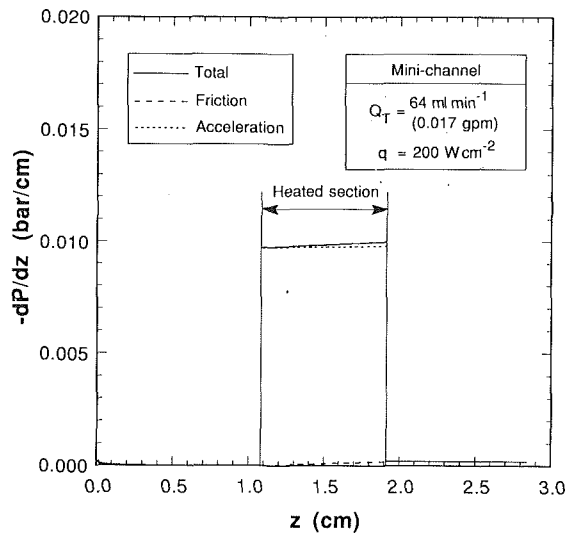 0.020
0.015
0.010
0.005
0.000
-dP/dz (bar/cm)
Total
Friction
Acceleration
Mini-channel
Q_T = 64 ml min⁻¹
(0.017 gpm)
q = 200 W cm⁻²
Heated section
0.0 0.5 1.0 1.5 2.0 2.5 3.0
z (cm)